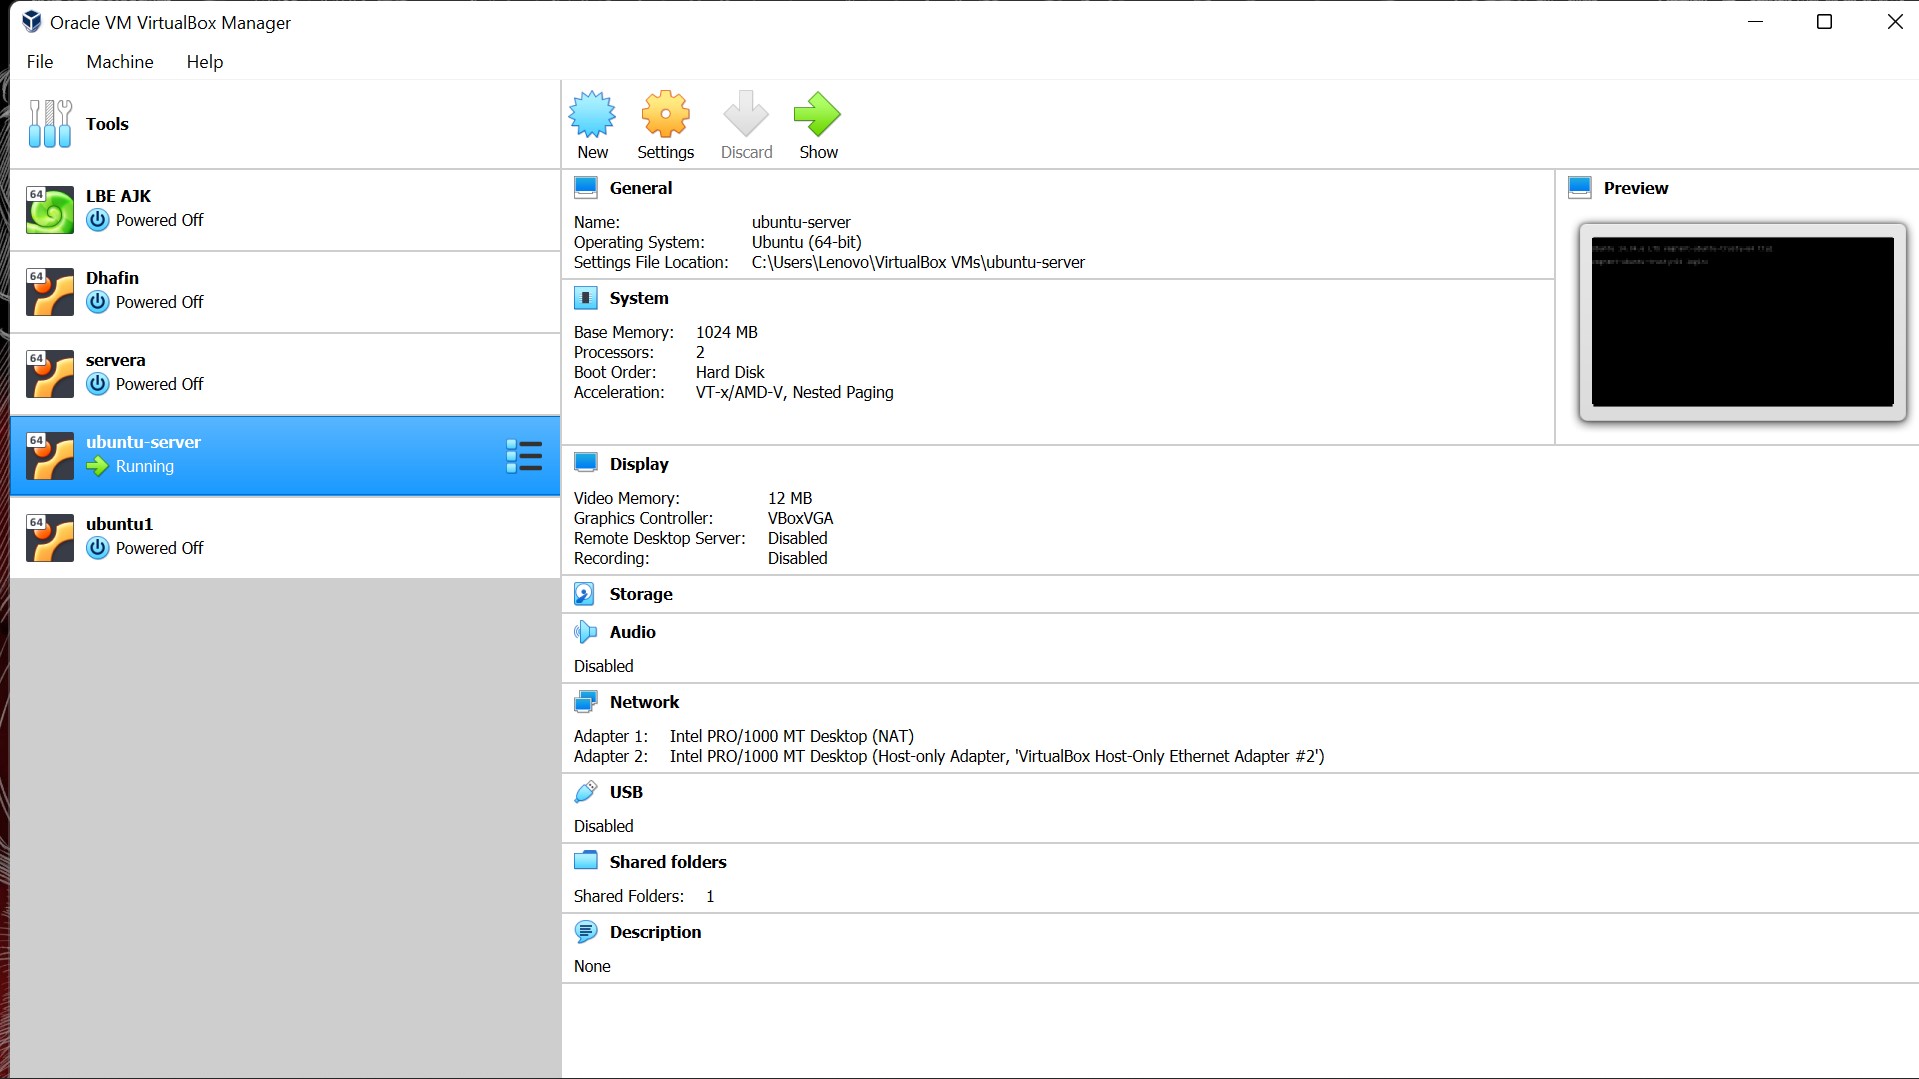 Oracle VM VirtualBox Manager
File Machine Help
Tools
64 LBE AJK
Powered Off
64 Dhafin
Powered Off
64 servera
Powered Off
64 ubuntu-server
Running
64 ubuntu1
Powered Off
New Settings Discard Show
General
Name: ubuntu-server
Operating System: Ubuntu (64-bit)
Settings File Location: C:\Users\Lenovo\VirtualBox VMs\ubuntu-server
Preview
System
Base Memory: 1024 MB
Processors: 2
Boot Order: Hard Disk
Acceleration: VT-x/AMD-V, Nested Paging
Display
Video Memory: 12 MB
Graphics Controller: VBoxVGA
Remote Desktop Server: Disabled
Recording: Disabled
Storage
Audio
Disabled
Network
Adapter 1: Intel PRO/1000 MT Desktop (NAT)
Adapter 2: Intel PRO/1000 MT Desktop (Host-only Adapter, 'VirtualBox Host-Only Ethernet Adapter #2')
USB
Disabled
Shared folders
Shared Folders: 1
Description
None